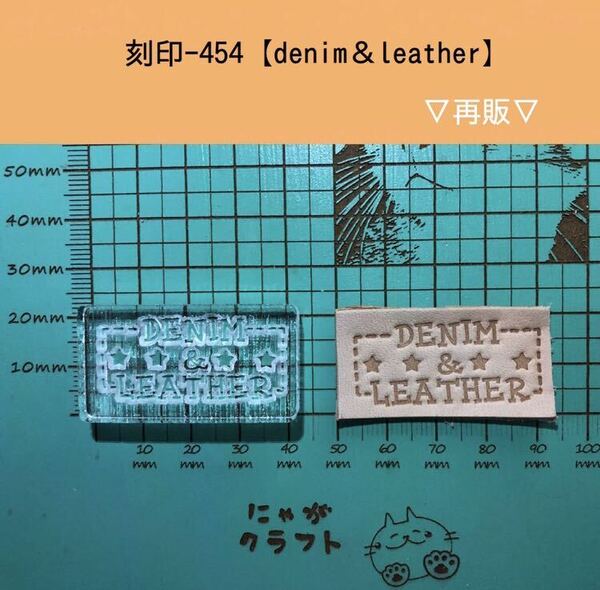 刻印-454【denim＆leather】
▽再販▽
50mm
40mm
30mm
20mm
10mm
DENIM
&
LEATHER
DENIM
&
LEATHER
10 20 30 40 50 60 70 80 90 100
mm mm mm mm mm mm mm mm mm mm
にゃが
クラフト